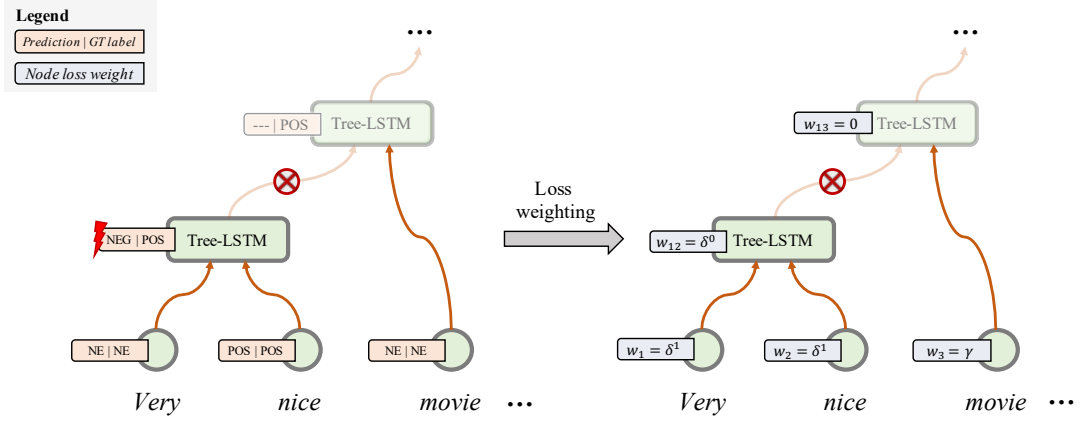 Legend
Prediction | GT label
Node loss weight
...
--- | POS
Tree-LSTM
NEG | POS
Tree-LSTM
NE | NE
POS | POS
NE | NE
Very nice movie ...
Loss
weighting
...
w₁₃ = 0
Tree-LSTM
w₁₂ = δ⁰
Tree-LSTM
w₁ = δ¹
w₂ = δ¹
w₃ = γ
Very nice movie ...